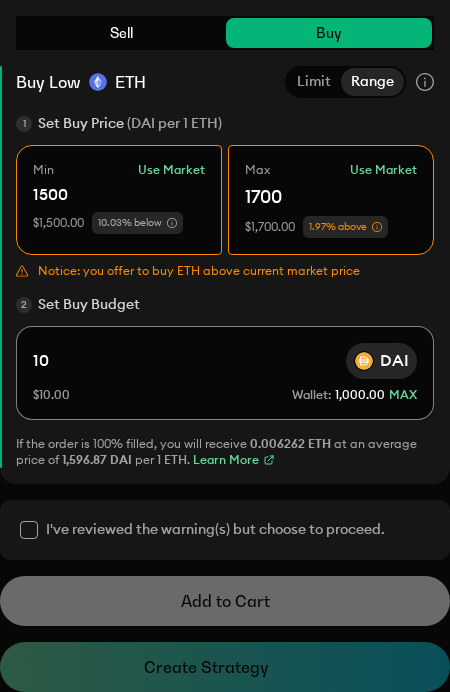 Sell Buy
Buy Low ETH Limit Range
1 Set Buy Price (DAI per 1 ETH)
Min Use Market Max Use Market
1500 1700
$1,500.00 10.03% below $1,700.00 1.97% above
Notice: you offer to buy ETH above current market price
2 Set Buy Budget
10 DAI
$10.00 Wallet: 1,000.00 MAX
If the order is 100% filled, you will receive 0.006262 ETH at an average
price of 1,596.87 DAI per 1 ETH. Learn More
I've reviewed the warning(s) but choose to proceed.
Add to Cart
Create Strategy